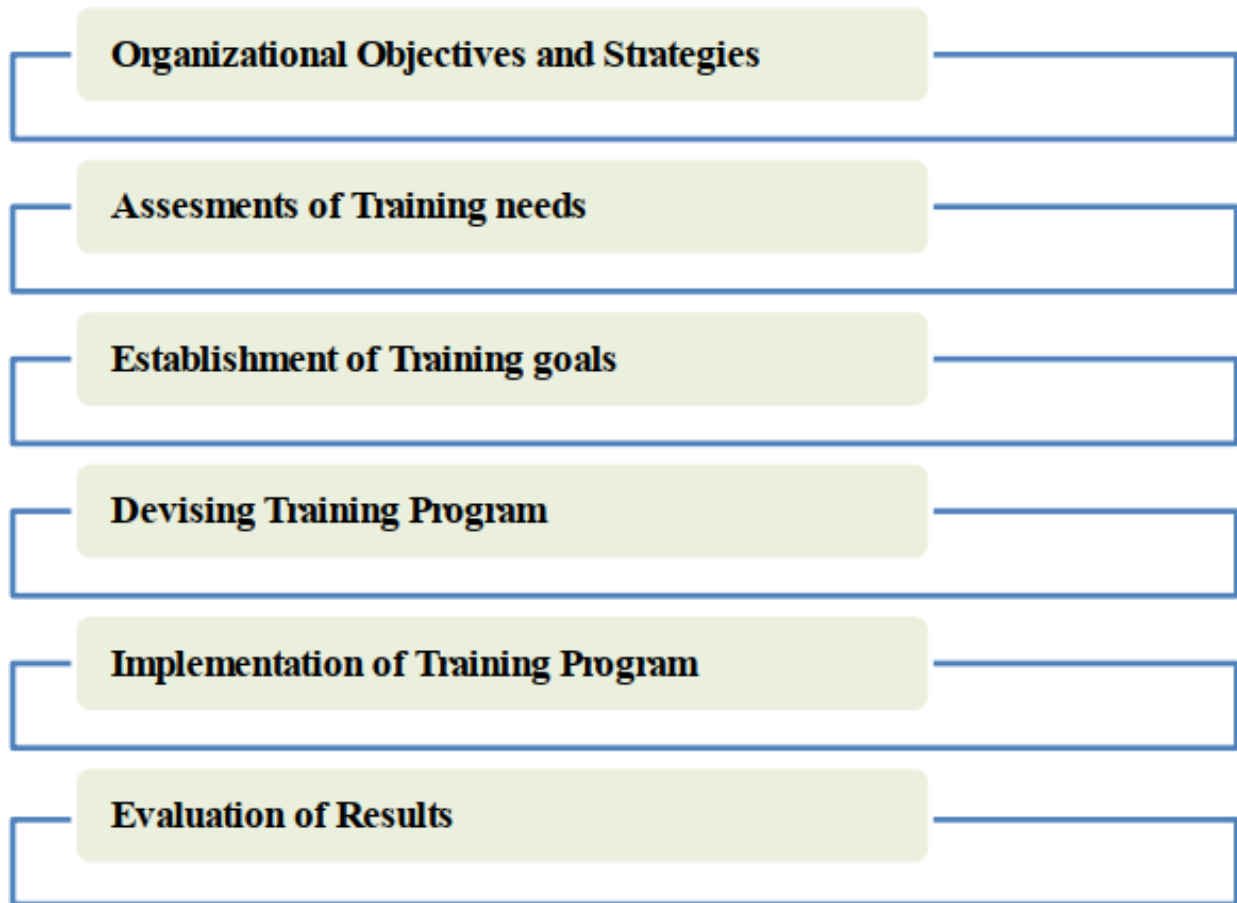 Organizational Objectives and Strategies
Assesments of Training needs
Establishment of Training goals
Devising Training Program
Implementation of Training Program
Evaluation of Results